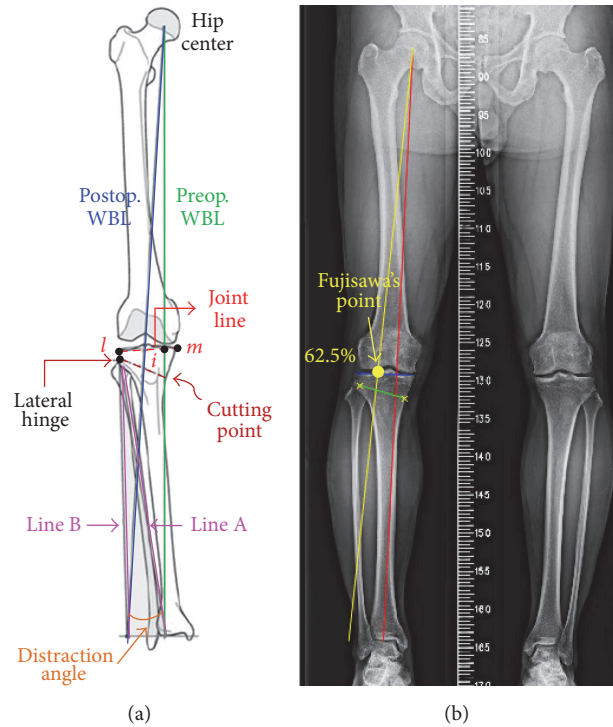 Hip
center
Postop.
WBL
Preop.
WBL
Joint
line
l
i
m
Lateral
hinge
Cutting
point
Line B
Line A
Distraction
angle
(a)
Fujisawa's
point
62.5%
85
90
95
100
105
110
115
120
125
130
135
140
145
150
155
160
165
170
(b)